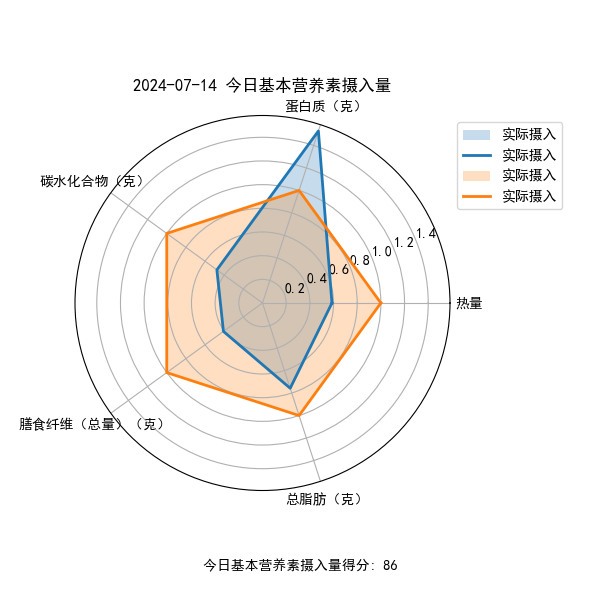 2024-07-14 今日基本营养素摄入量
蛋白质（克）
实际摄入
实际摄入
实际摄入
实际摄入
碳水化合物（克）
1.4
1.2
1.0
0.8
0.6
0.4
0.2
热量
膳食纤维（总量）（克）
总脂肪（克）
今日基本营养素摄入量得分: 86